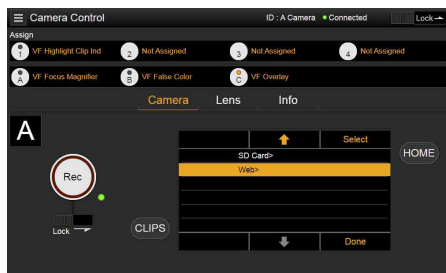 Camera Control
ID : A Camera
Connected
Lock
Assign
1 VF Highlight Clip Ind
2 Not Assigned
3 Not Assigned
4 Not Assigned
A VF Focus Magnifier
B VF False Color
C VF Overlay
Camera Lens Info
A
Select
SD Card>
HOME
Web>
Rec
Lock
CLIPS
Done